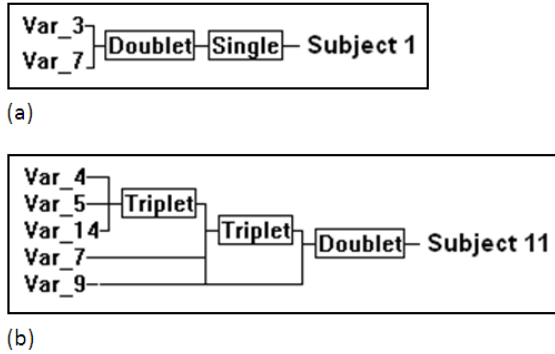 Var_3
Doublet Single Subject 1
Var_7
(a)
Var_4
Var_5 Triplet
Var_14 Triplet
Doublet Subject 11
Var_7
Var_9
(b)